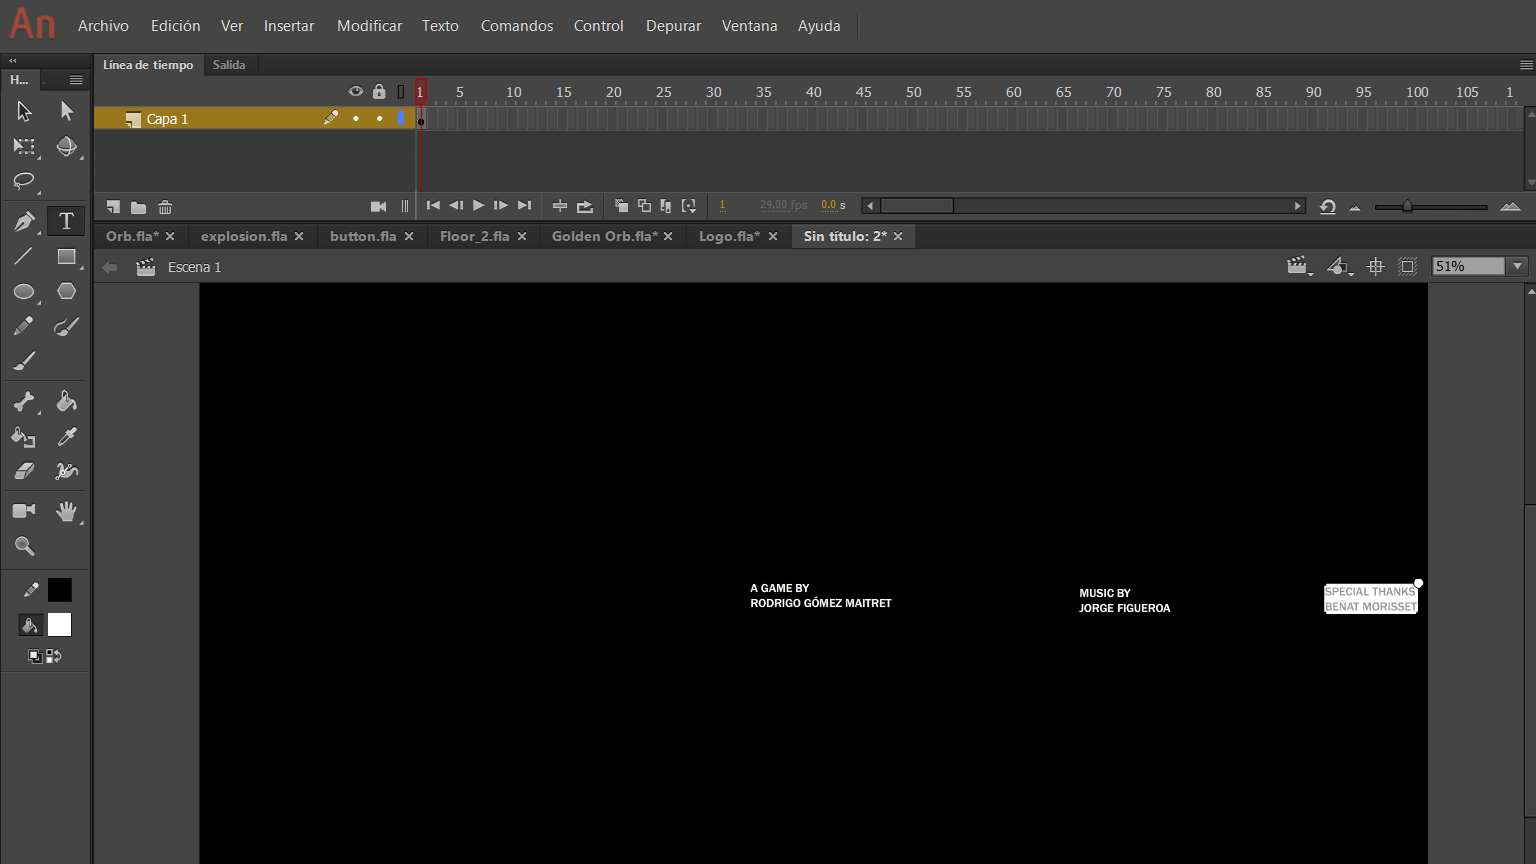 An Archivo Edición Ver Insertar Modificar Texto Comandos Control Depurar Ventana Ayuda
H... Línea de tiempo Salida
1 5 10 15 20 25 30 35 40 45 50 55 60 65 70 75 80 85 90 95 100 105 1
Capa 1
1 24.00 fps 0.0 s
Orb.fla* explosion.fla button.fla Floor_2.fla Golden Orb.fla* Logo.fla* Sin título: 2*
Escena 1 51%
A GAME BY
RODRIGO GÓMEZ MAITRET
MUSIC BY
JORGE FIGUEROA
SPECIAL THANKS
BEÑAT MORISSET